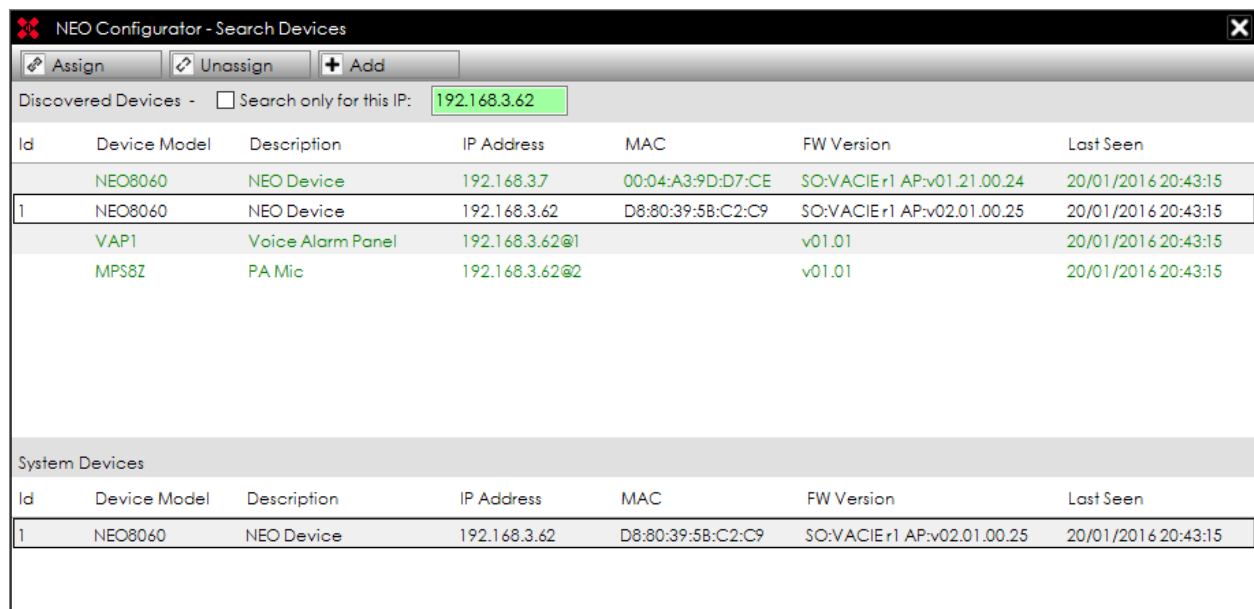 NEO Configurator - Search Devices
Assign Unassign Add
Discovered Devices - Search only for this IP: 192.168.3.62
Id Device Model Description IP Address MAC FW Version Last Seen
NEO8060 NEO Device 192.168.3.7 00:04:A3:9D:D7:CE SO:VACIE r1 AP:v01.21.00.24 20/01/2016 20:43:15
1 NEO8060 NEO Device 192.168.3.62 D8:80:39:5B:C2:C9 SO:VACIE r1 AP:v02.01.00.25 20/01/2016 20:43:15
VAP1 Voice Alarm Panel 192.168.3.62@1 v01.01 20/01/2016 20:43:15
MPS8Z PA Mic 192.168.3.62@2 v01.01 20/01/2016 20:43:15
System Devices
Id Device Model Description IP Address MAC FW Version Last Seen
1 NEO8060 NEO Device 192.168.3.62 D8:80:39:5B:C2:C9 SO:VACIE r1 AP:v02.01.00.25 20/01/2016 20:43:15